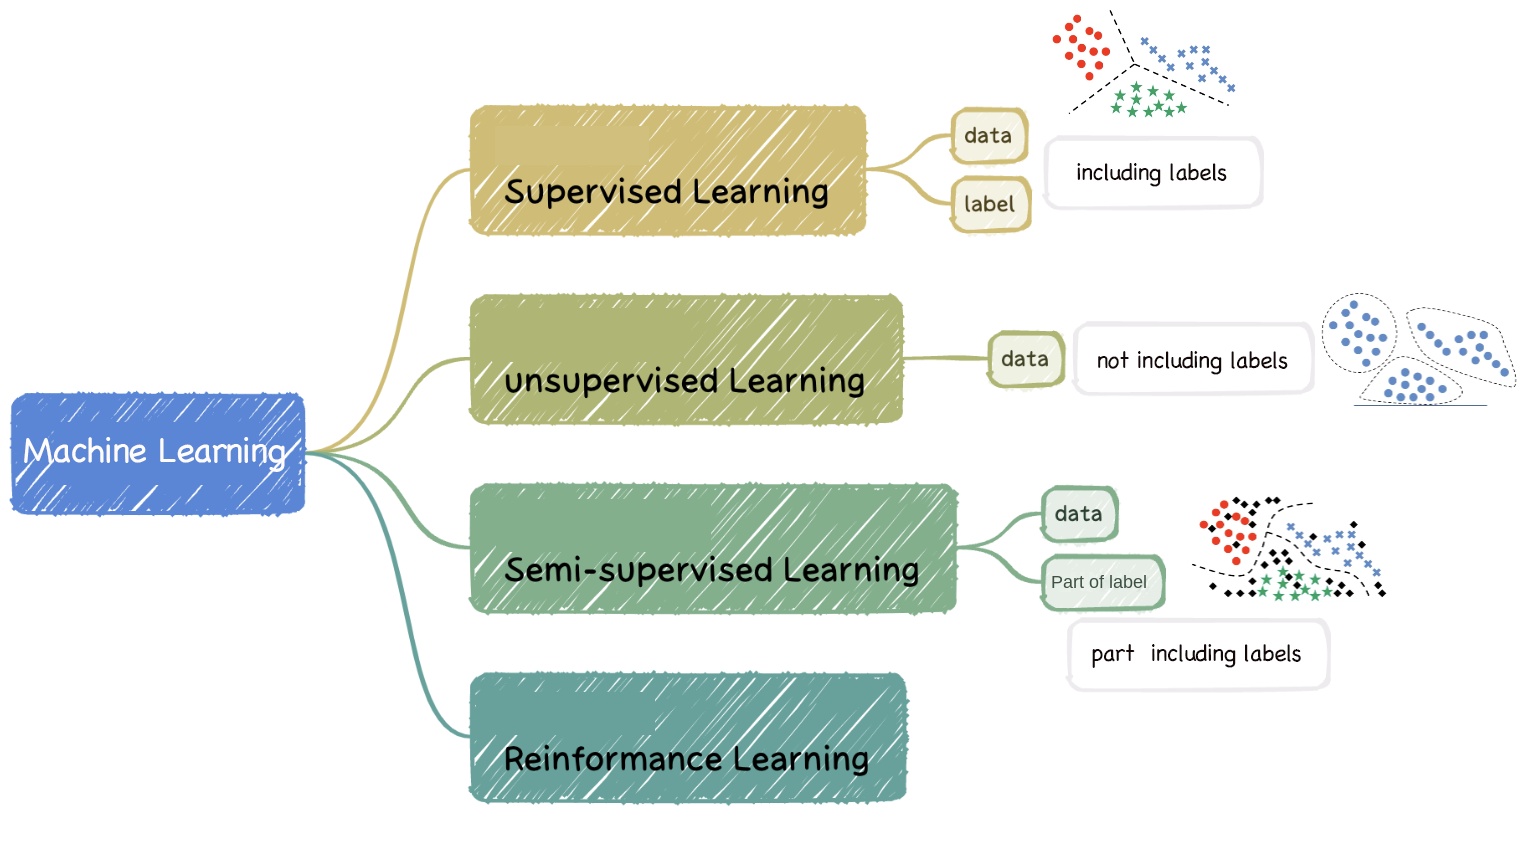 Machine Learning
Supervised Learning
data
label
including labels
unsupervised Learning
data
not including labels
Semi-supervised Learning
data
Part of label
part including labels
Reinformance Learning